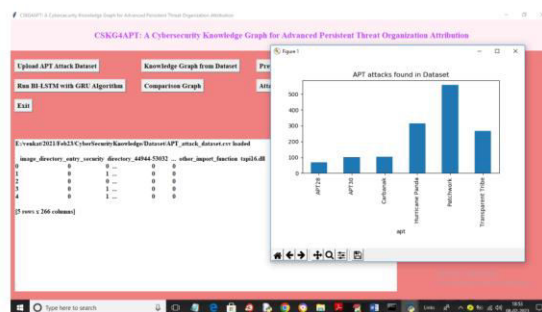 CSKG4APT: A Cybersecurity Knowledge Graph for Advanced Persistent Threat Organization Attribution
CSKG4APT: A Cybersecurity Knowledge Graph for Advanced Persistent Threat Organization Attribution
Upload APT Attack Dataset
Knowledge Graph from Dataset
Pre
Run BI-LSTM with GRU Algorithm
Comparison Graph
Atta
Exit
E:/venkat/2023/Feb23/CyberSecurityKnowledge/Dataset/APT_attack_dataset.csv loaded
image_directory_entry_security directory_44944-53032 ... other_import_function tapi16.dll
0 0 0 ... 0 0
1 0 1 ... 0 0
2 0 0 ... 0 0
3 0 1 ... 0 0
4 0 1 ... 0 0
[5 rows x 266 columns]
Figure 1
APT attacks found in Dataset
500
400
300
200
100
0
APT28
APT30
Carbanak
Hurricane Panda
Patchwork
Transparent Tribe
apt
Type here to search
Links